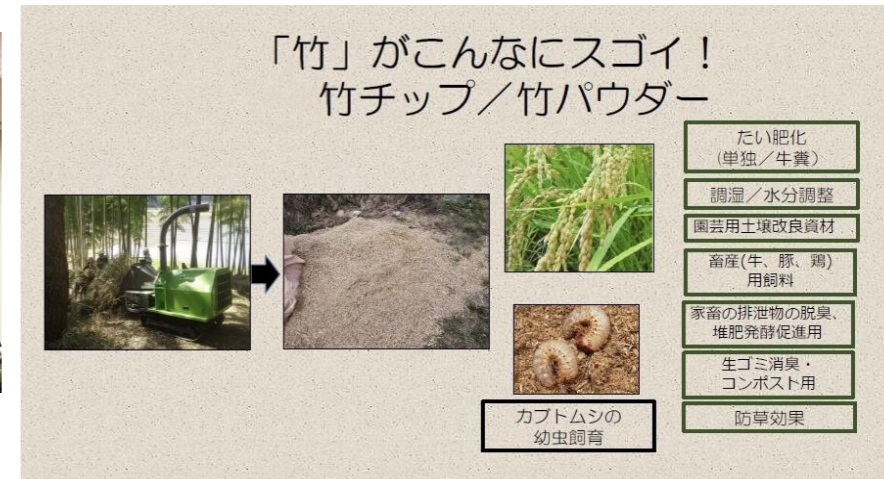 「竹」がこんなにスゴイ！
竹チップ／竹パウダー
たい肥化
（単独／牛糞）
調湿／水分調整
園芸用土壌改良資材
畜産(牛、豚、鶏)
用飼料
家畜の排泄物の脱臭、
堆肥発酵促進用
生ゴミ消臭・
コンポスト用
防草効果
カブトムシの
幼虫飼育